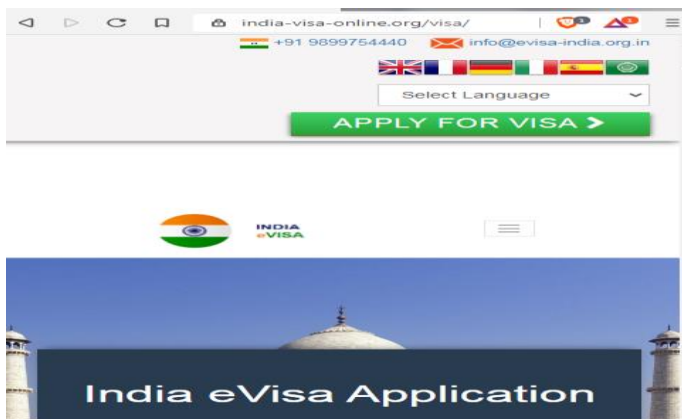 india-visa-online.org/visa/
+91 9899754440 info@evisa-india.org.in
Select Language
APPLY FOR VISA >
INDIA
eVISA
India eVisa Application